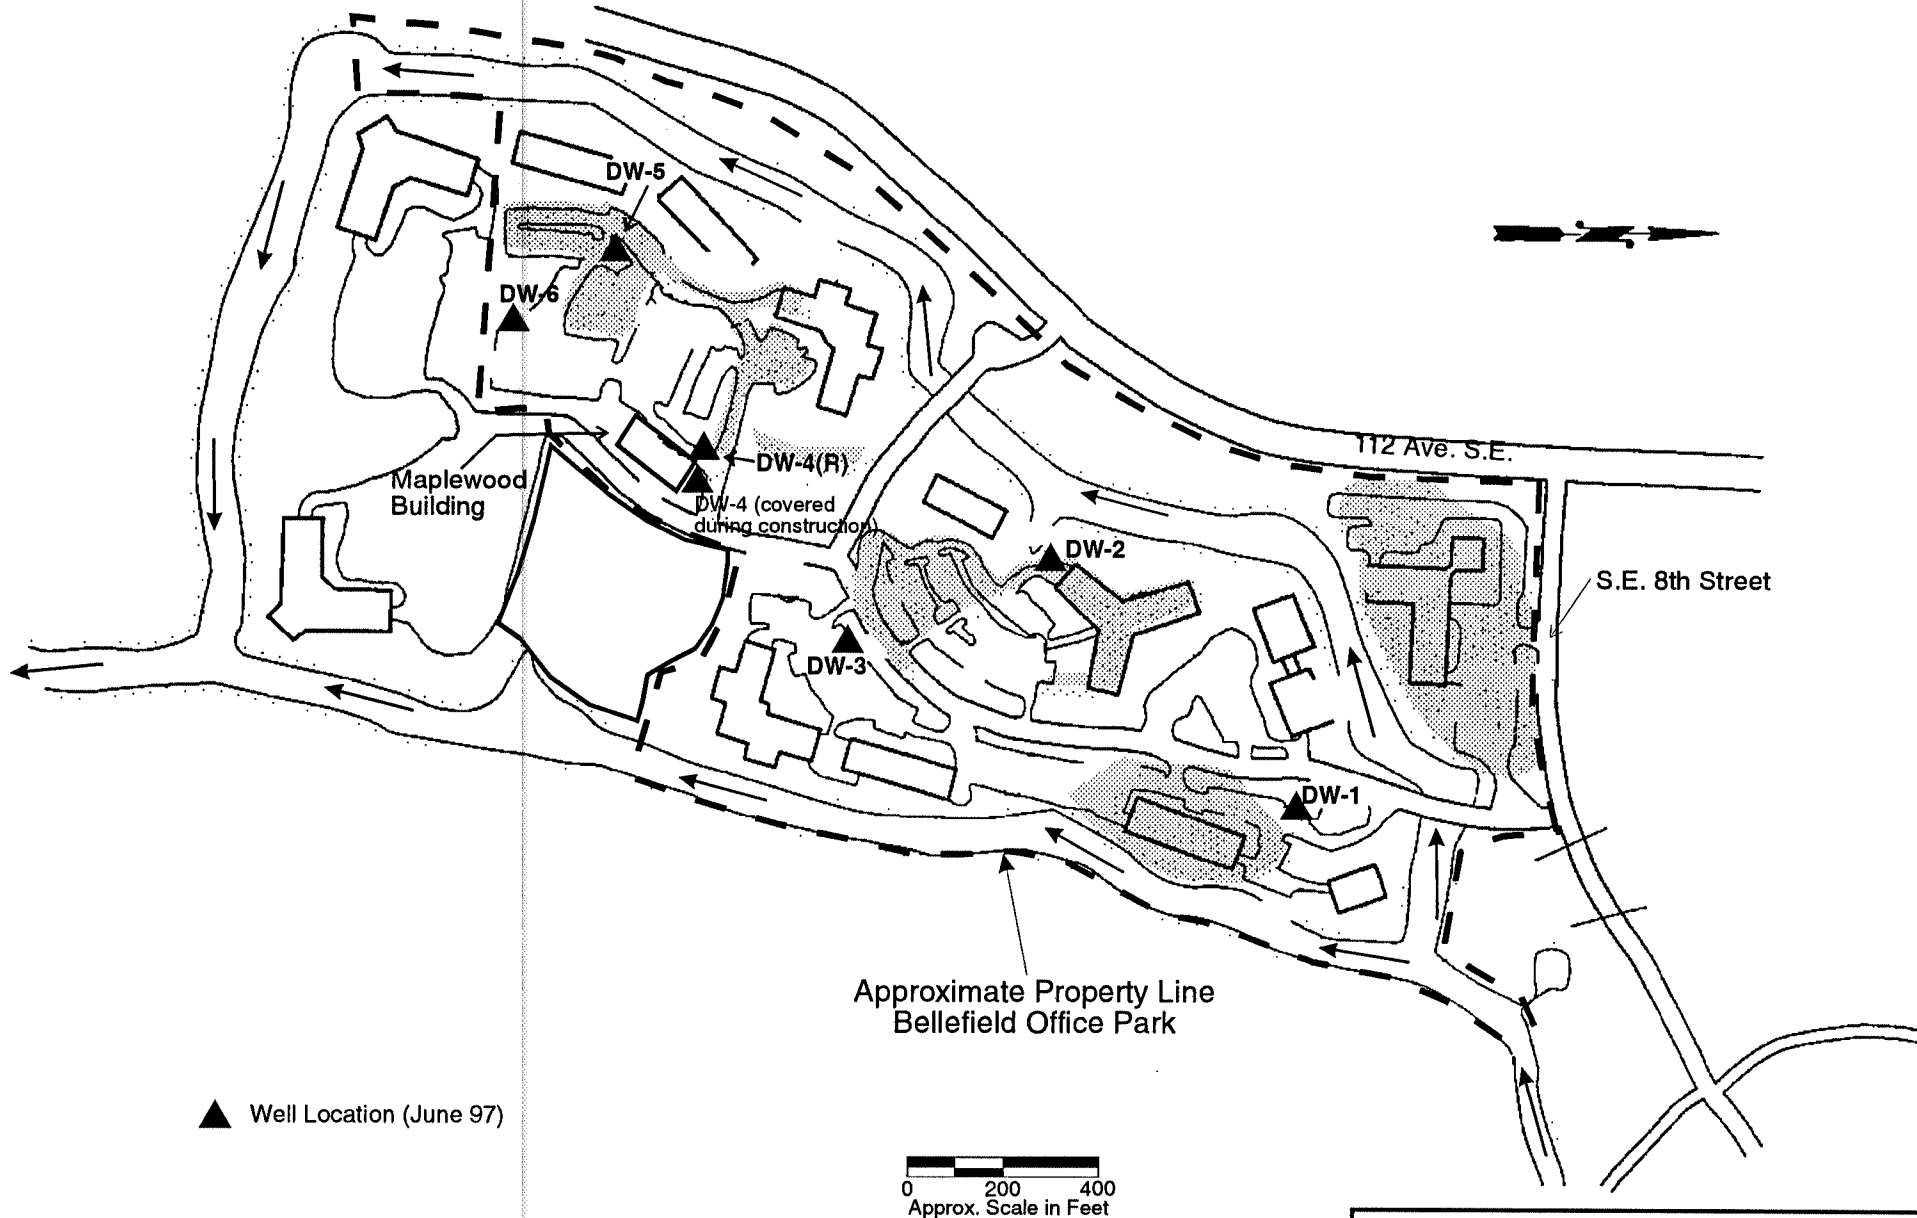 DW-5
DW-6
112 Ave. S.E.
DW-4(R)
Maplewood
Building
DW-4 (covered
during construction)
DW-2
S.E. 8th Street
DW-3
DW-1
Approximate Property Line
Bellefield Office Park
Well Location (June 97)
0 200 400
Approx. Scale in Feet